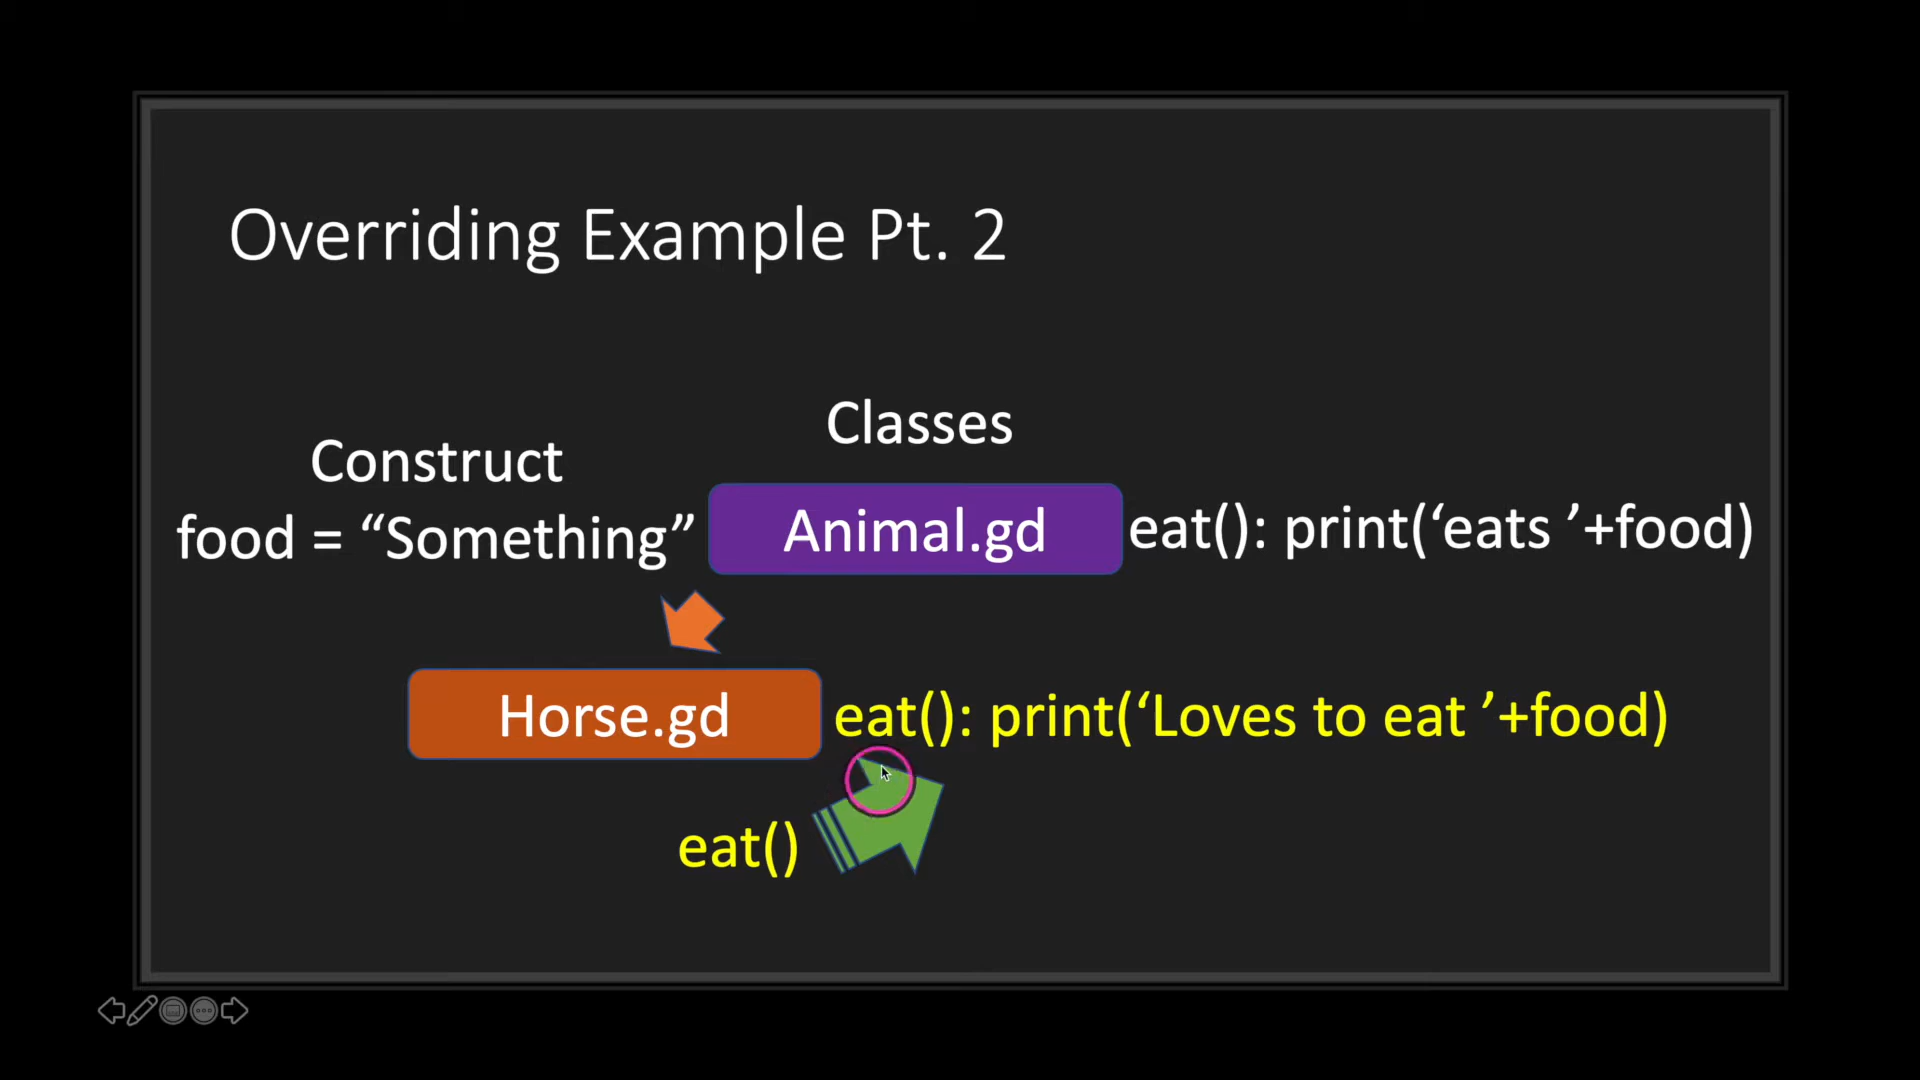 Overriding Example Pt. 2
Classes
Construct
food = “Something”
Animal.gd
eat(): print(‘eats ’+food)
Horse.gd
eat(): print(‘Loves to eat ’+food)
eat()